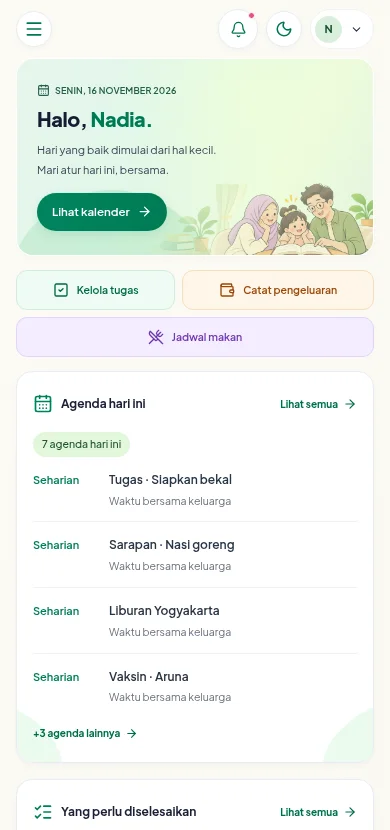 N
SENIN, 16 NOVEMBER 2026
Halo, Nadia.
Hari yang baik dimulai dari hal kecil.
Mari atur hari ini, bersama.
Lihat kalender
Kelola tugas
Catat pengeluaran
Jadwal makan
Agenda hari ini
Lihat semua
7 agenda hari ini
Seharian
Tugas · Siapkan bekal
Waktu bersama keluarga
Seharian
Sarapan · Nasi goreng
Waktu bersama keluarga
Seharian
Liburan Yogyakarta
Waktu bersama keluarga
Seharian
Vaksin · Aruna
Waktu bersama keluarga
+3 agenda lainnya
Yang perlu diselesaikan
Lihat semua